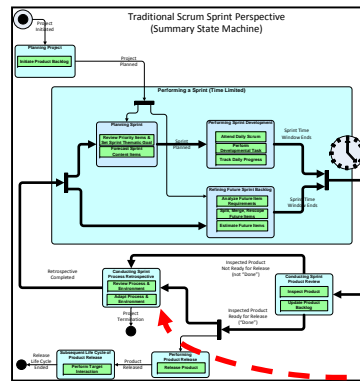 Traditional Scrum Sprint Perspective
(Summary State Machine)
Project
Initiated
Planning Project
Initiate Product Backlog
Project
Planned
Performing a Sprint (Time Limited)
Planning Sprint
Review Priority Items &
Set Sprint Thematic Goal
Forecast Sprint
Content Items
Sprint
Planned
Performing Sprint Development
Attend Daily Scrum
Perform
Developmental Task
Track Daily Progress
Sprint Time
Window Ends
Refining Future Sprint Backlog
Analyze Future Item
Requirements
Split, Merge, Rescope
Future Items
Estimate Future Items
Sprint Time
Window Ends
Retrospective
Completed
Conducting Sprint
Process Retrospective
Review Process &
Environment
Adapt Process &
Environment
Project
Termination
Inspected Product
Not Ready for Release
(not "Done")
Conducting Sprint
Product Review
Inspect Product
Update Product
Backlog
Inspected Product
Ready for Release
("Done")
Performing
Product Release
Release Product
Product
Released
Subsequent Life Cycle of
Product Release
Perform Target
Interaction
Release
Life Cycle
Ended